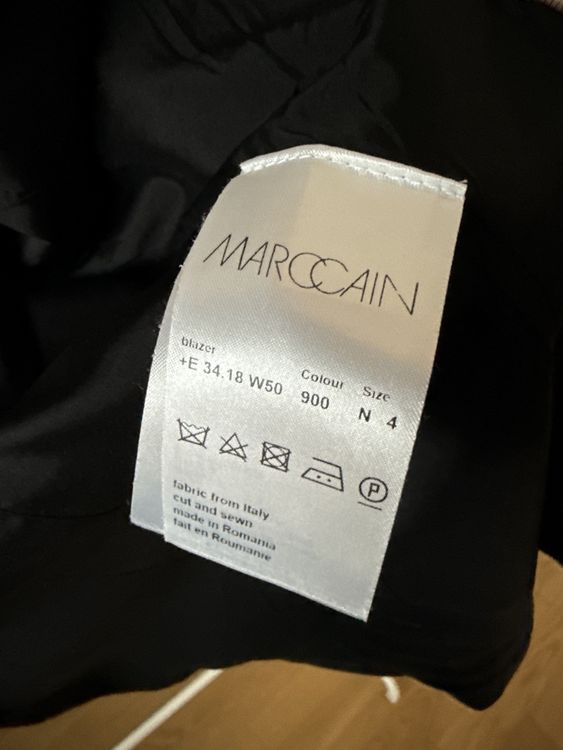 MARCCAIN
blazer Colour Size
+E 34.18 W50 900 N 4
P
fabric from Italy
cut and sewn
made in Romania
fait en Roumanie